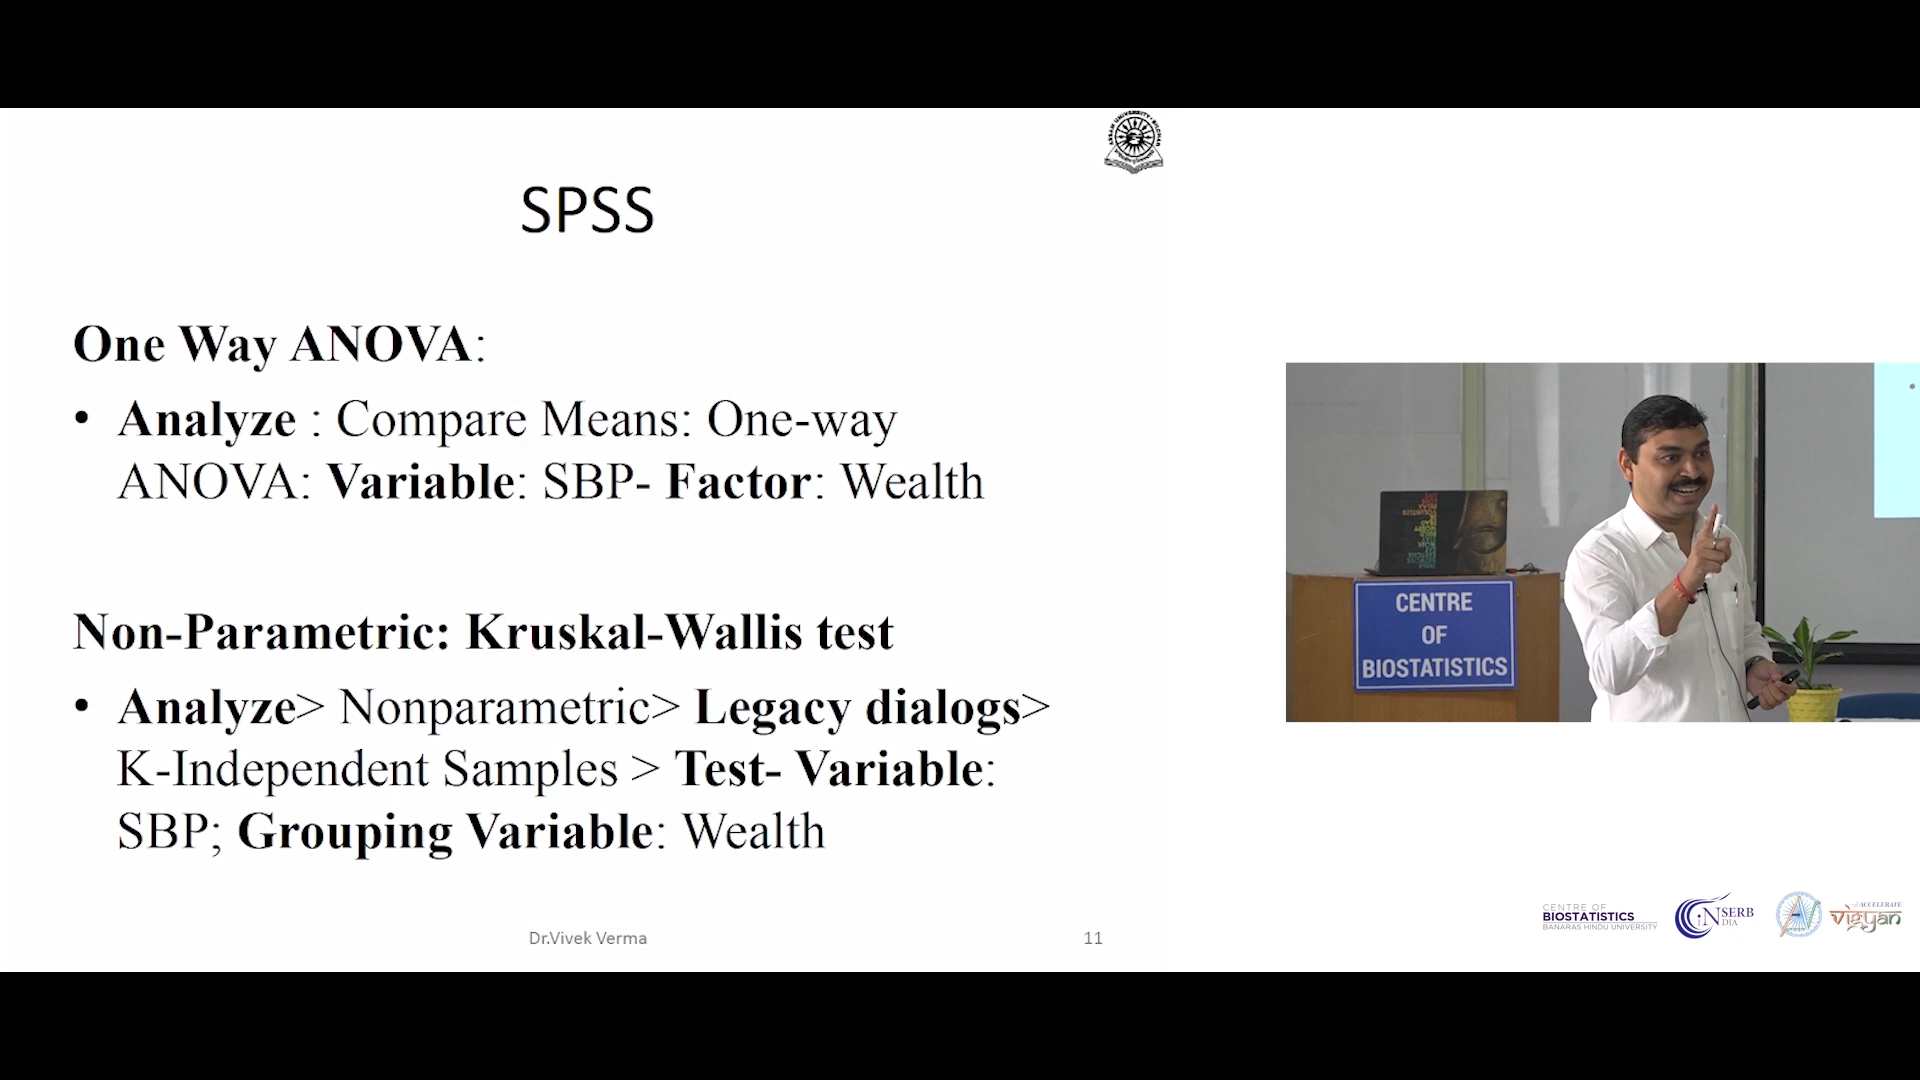 SPSS
One Way ANOVA:
• Analyze : Compare Means: One-way
ANOVA: Variable: SBP- Factor: Wealth
Non-Parametric: Kruskal-Wallis test
• Analyze> Nonparametric> Legacy dialogs>
K-Independent Samples > Test- Variable:
SBP; Grouping Variable: Wealth
Dr.Vivek Verma
11
CENTRE
OF
BIOSTATISTICS
CENTRE OF
BIOSTATISTICS
BANARAS HINDU UNIVERSITY
SERB
ACCELERATE
विज्ञान